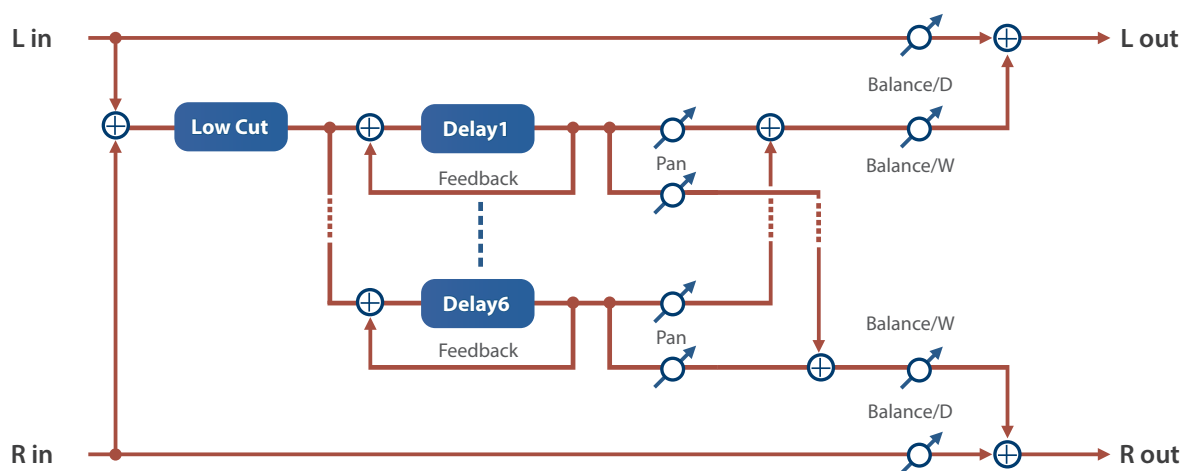 L in
L out
Balance/D
Low Cut
Delay1
Pan
Balance/W
Feedback
Delay6
Pan
Balance/W
Feedback
Balance/D
R in
R out